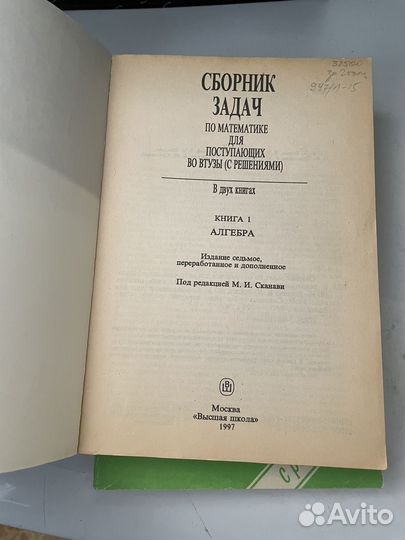 СБОРНИК
ЗАДАЧ
ПО МАТЕМАТИКЕ
ДЛЯ
ПОСТУПАЮЩИХ
ВО ВТУЗЫ (С РЕШЕНИЯМИ)
В двух книгах
КНИГА 1
АЛГЕБРА
Издание седьмое,
переработанное и дополненное
Под редакцией М. И. Сканави
Москва
«Высшая школа»
1997
Avito